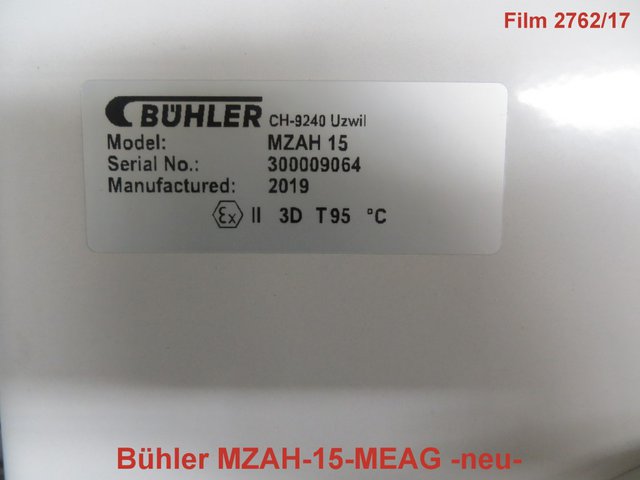 Film 2762/17
BÜHLER CH-9240 Uzwil
Model: MZAH 15
Serial No.: 300009064
Manufactured: 2019
Ex II 3D T95 °C
Bühler MZAH-15-MEAG -neu-